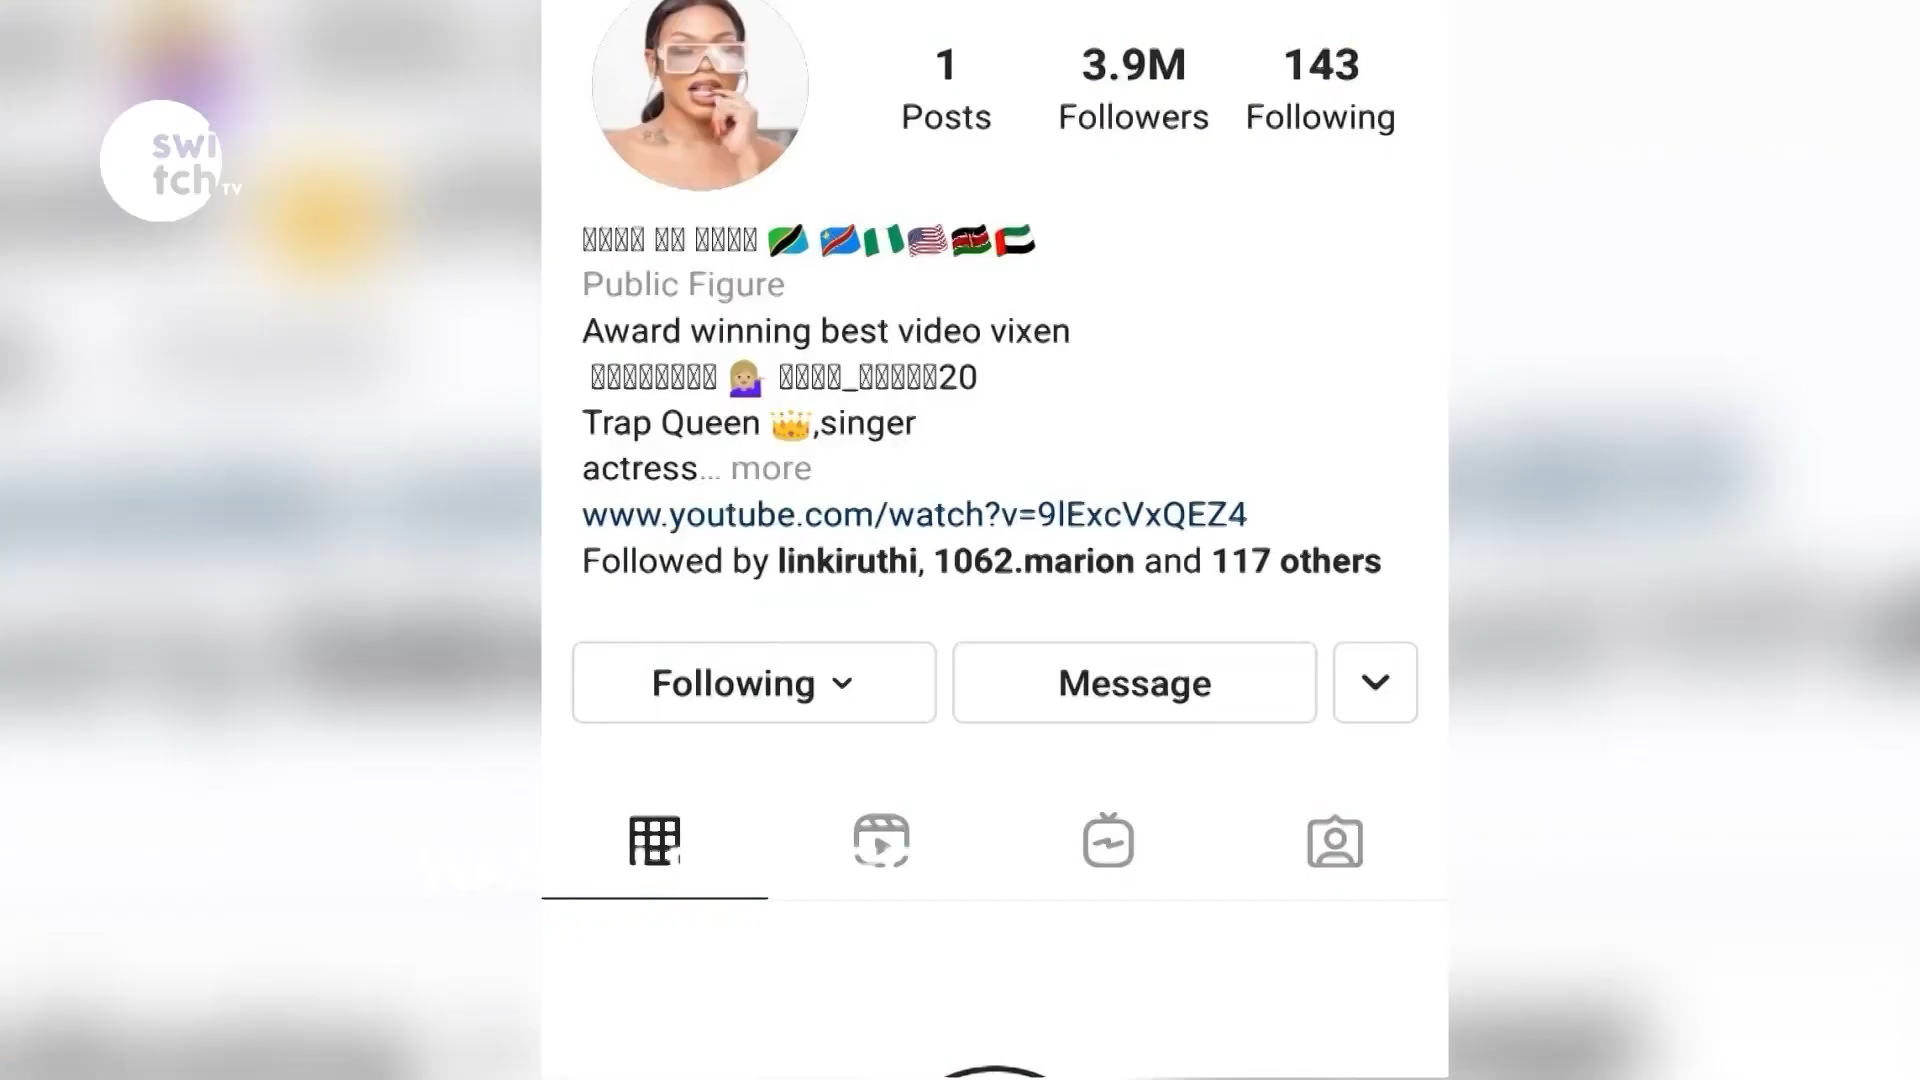 swi
tch TV
1 3.9M 143
Posts Followers Following
🇹🇿 🇨🇩🇳🇬🇺🇸🇰🇪🇦🇪
Public Figure
Award winning best video vixen
💁🏼‍♀️ _20
Trap Queen 👑,singer
actress... more
www.youtube.com/watch?v=9lExcVxQEZ4
Followed by linkiruthi, 1062.marion and 117 others
Following Message